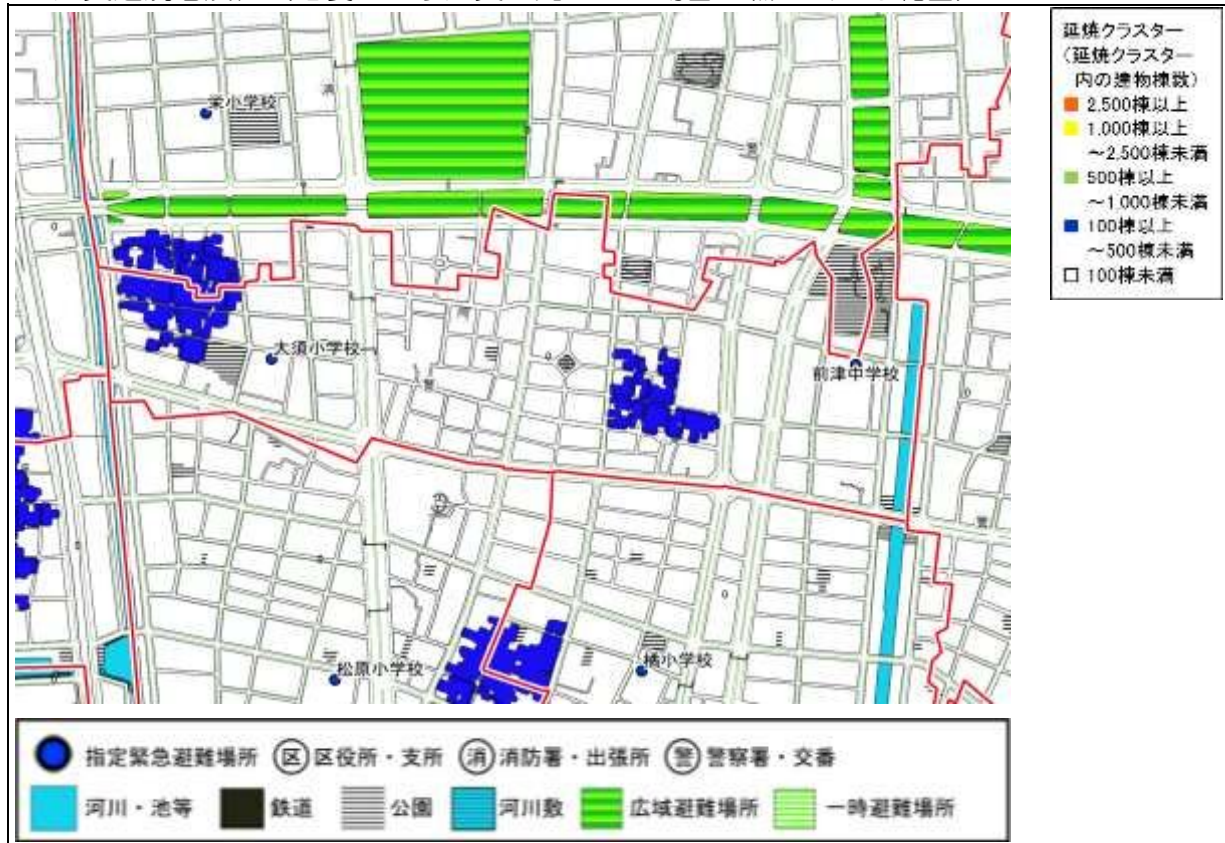 延焼クラスター
(延焼クラスター
内の建物棟数)
2,500棟以上
1,000棟以上
～2,500棟未満
500棟以上
～1,000棟未満
100棟以上
～500棟未満
100棟未満
栄小学校
消
警
大須小学校
前津中学校
警
警
松原小学校
橘小学校
指定緊急避難場所 区 区役所・支所 消 消防署・出張所 警 警察署・交番
河川・池等 鉄道 公園 河川敷 広域避難場所 一時避難場所